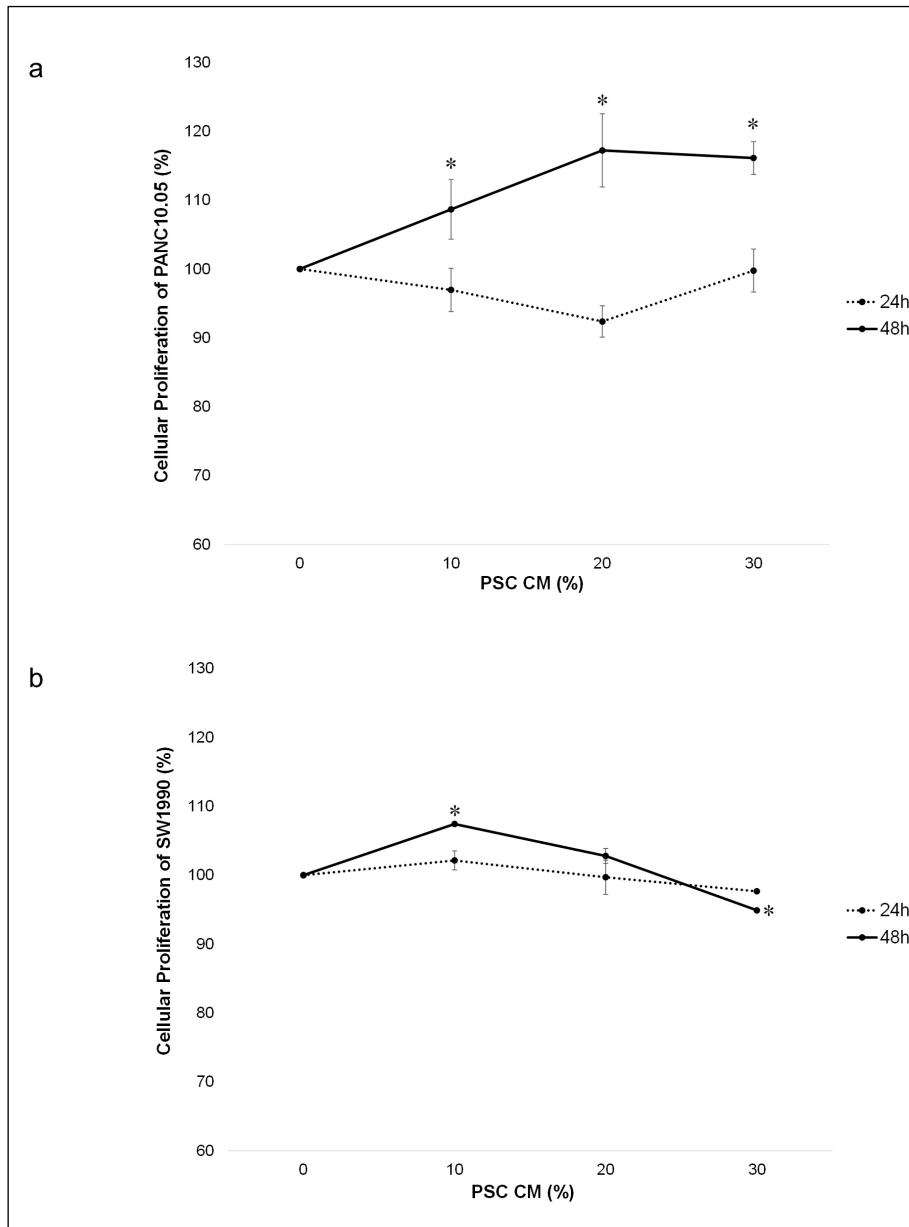 a
130
120
110
100
90
80
70
60
Cellular Proliferation of PANC10.05 (%)
*
*
*
0 10 20 30
PSC CM (%)
24h
48h
b
130
120
110
100
90
80
70
60
Cellular Proliferation of SW1990 (%)
*
*
0 10 20 30
PSC CM (%)
24h
48h